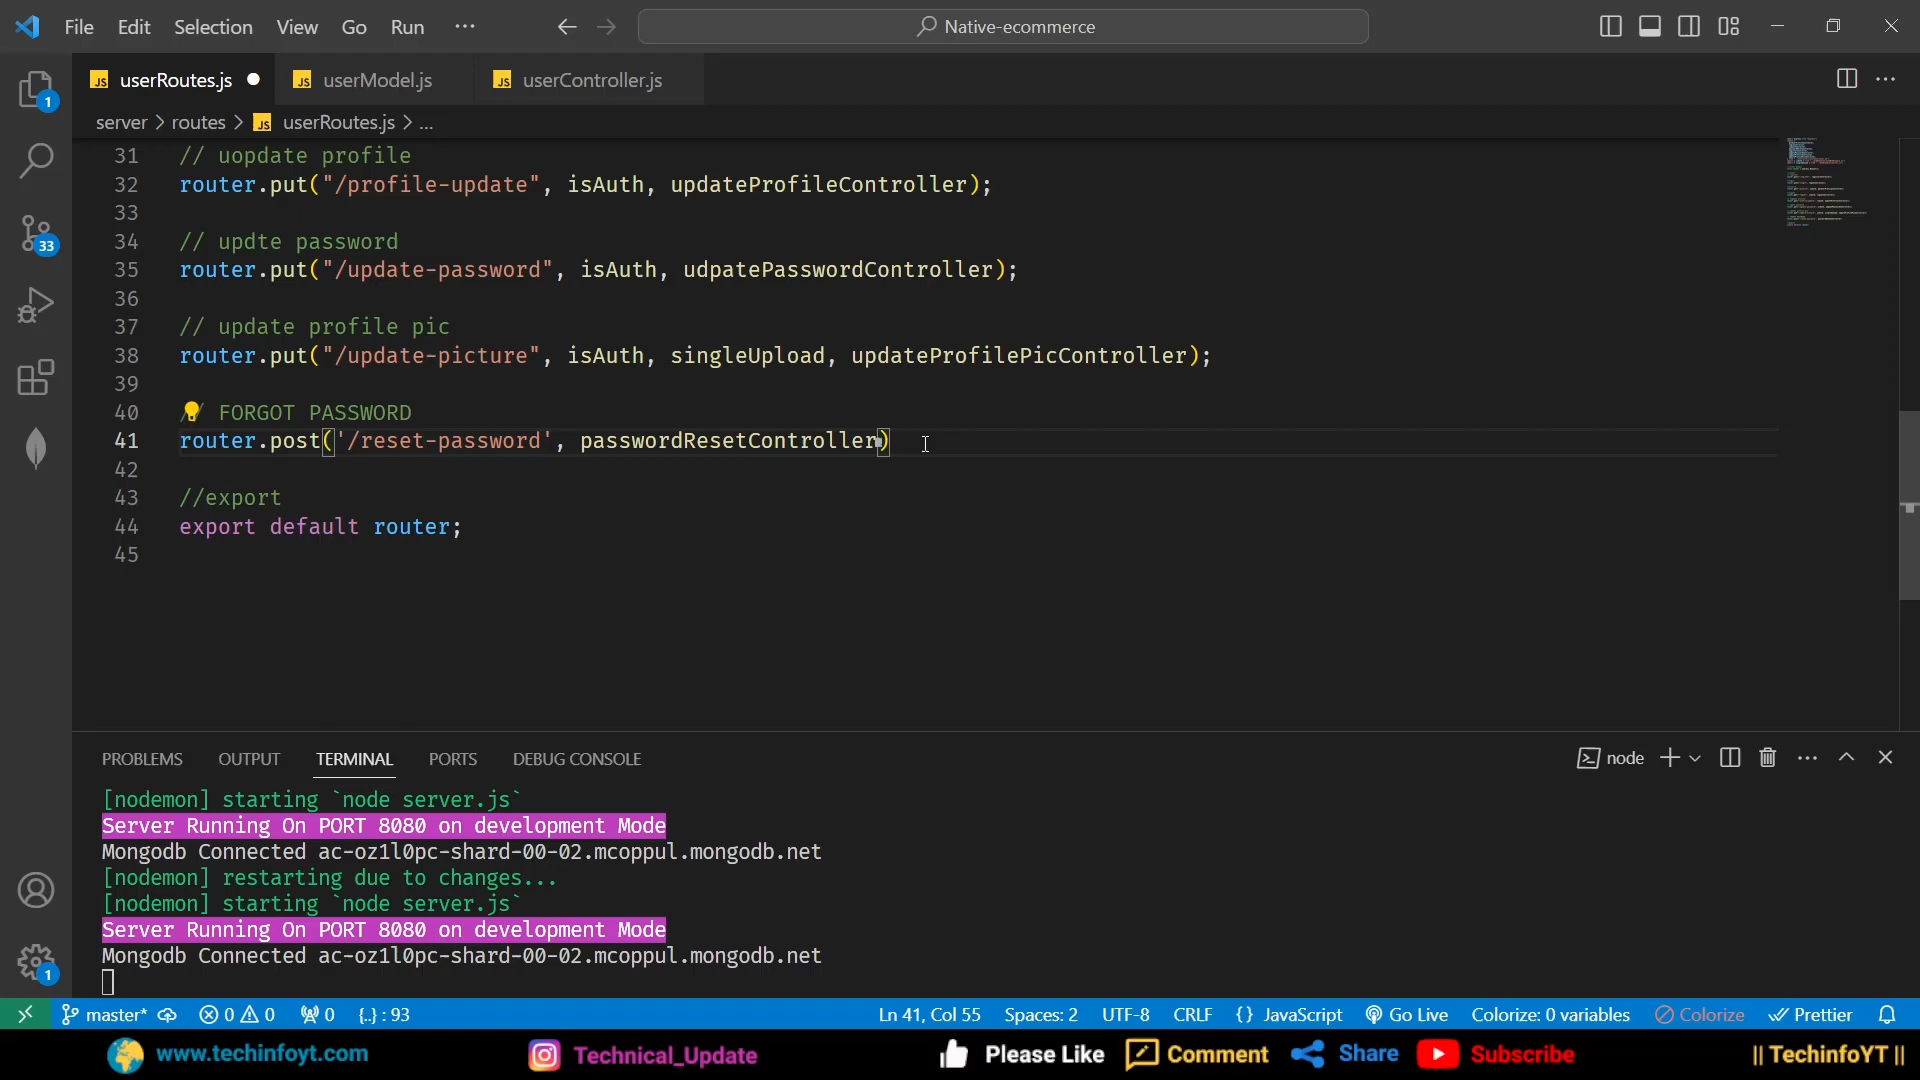 File Edit Selection View Go Run ··· Native-ecommerce
JS userRoutes.js JS userModel.js JS userController.js
server > routes > JS userRoutes.js > ...
31 // uopdate profile
32 router.put("/profile-update", isAuth, updateProfileController);
33
34 // updte password
35 router.put("/update-password", isAuth, udpatePasswordController);
36
37 // update profile pic
38 router.put("/update-picture", isAuth, singleUpload, updateProfilePicController);
39
40 // FORGOT PASSWORD
41 router.post('/reset-password', passwordResetController)
42
43 //export
44 export default router;
45
1
33
1
PROBLEMS OUTPUT TERMINAL PORTS DEBUG CONSOLE node
[nodemon] starting `node server.js`
Server Running On PORT 8080 on development Mode
Mongodb Connected ac-oz1l0pc-shard-00-02.mcoppul.mongodb.net
[nodemon] restarting due to changes...
[nodemon] starting `node server.js`
Server Running On PORT 8080 on development Mode
Mongodb Connected ac-oz1l0pc-shard-00-02.mcoppul.mongodb.net
master* 0 0 0 {..} : 93 Ln 41, Col 55 Spaces: 2 UTF-8 CRLF {} JavaScript Go Live Colorize: 0 variables Colorize Prettier
www.techinfoyt.com Technical_Update Please Like Comment Share Subscribe || TechinfoYT ||